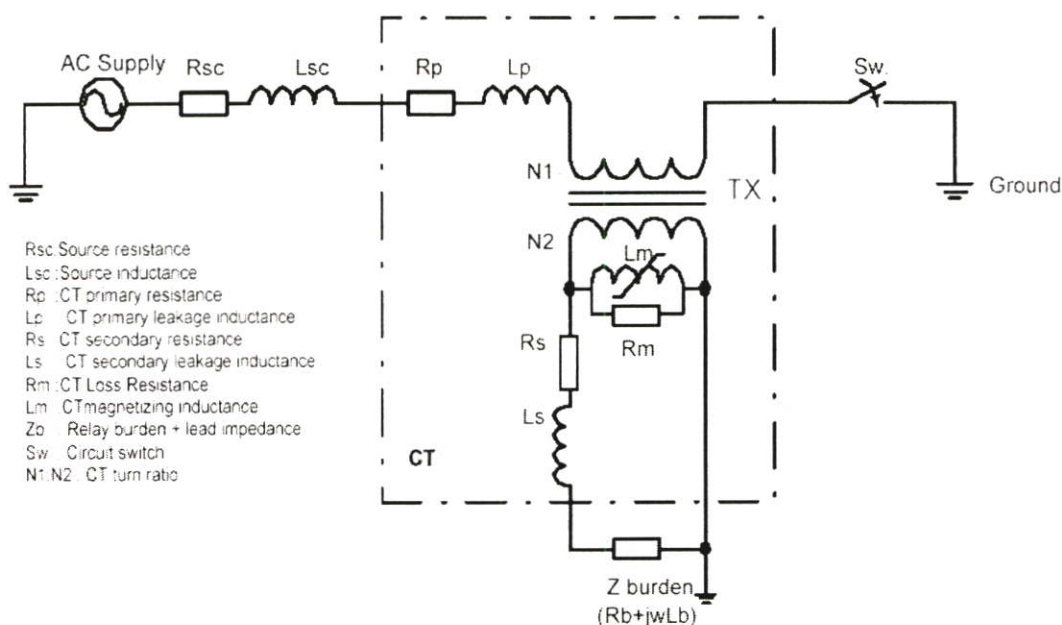 AC Supply
Rsc
Lsc
Rp
Lp
Sw.
N1
TX
Ground
N2
Lm
Rm
Rs
Ls
CT
Z burden
(Rb+jwLb)
Rsc:Source resistance
Lsc :Source inductance
Rp :CT primary resistance
Lp CT primary leakage inductance
Rs CT secondary resistance
Ls CT secondary leakage inductance
Rm :CT Loss Resistance
Lm CTmagnetizing inductance
Zb Relay burden + lead impedance
Sw : Circuit switch
N1:N2 : CT turn ratio